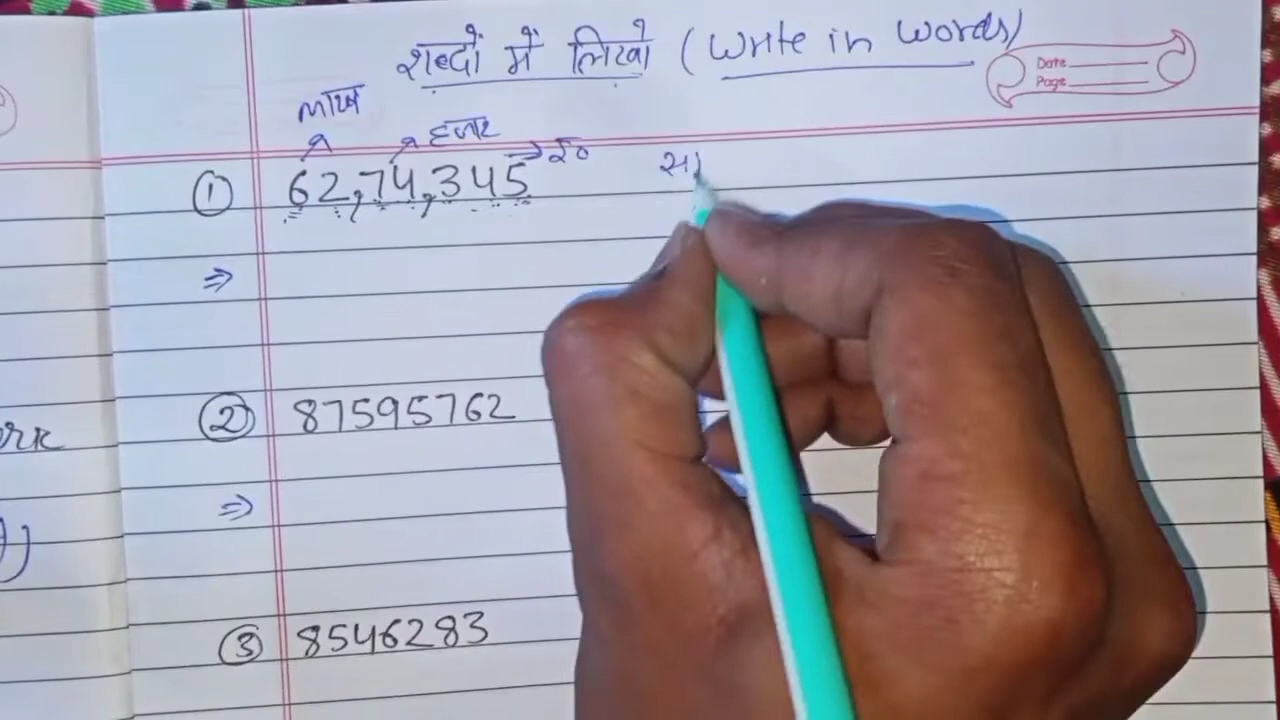 शब्दों में लिखो (Write in Words)
Date
Page
लाख
हजार
① 62,74,345
⇒
② 87595762
⇒
③ 8546283